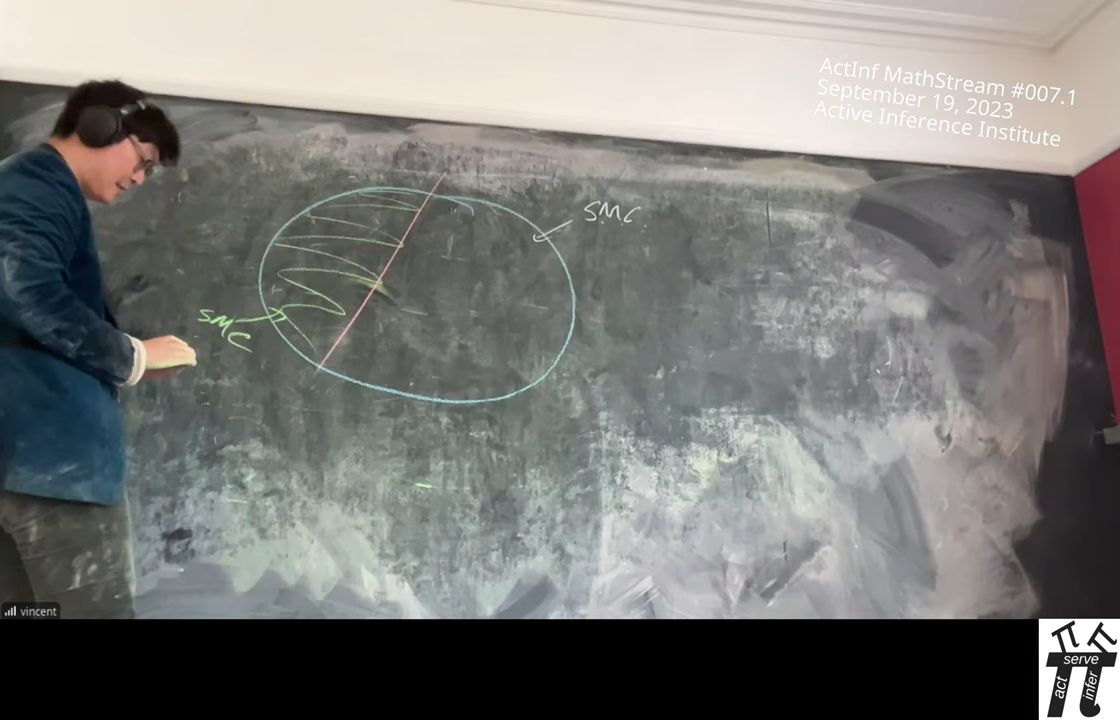 ActInf MathStream #007.1
September 19, 2023
Active Inference Institute
SMC
SMC
vincent
act
serve
infer